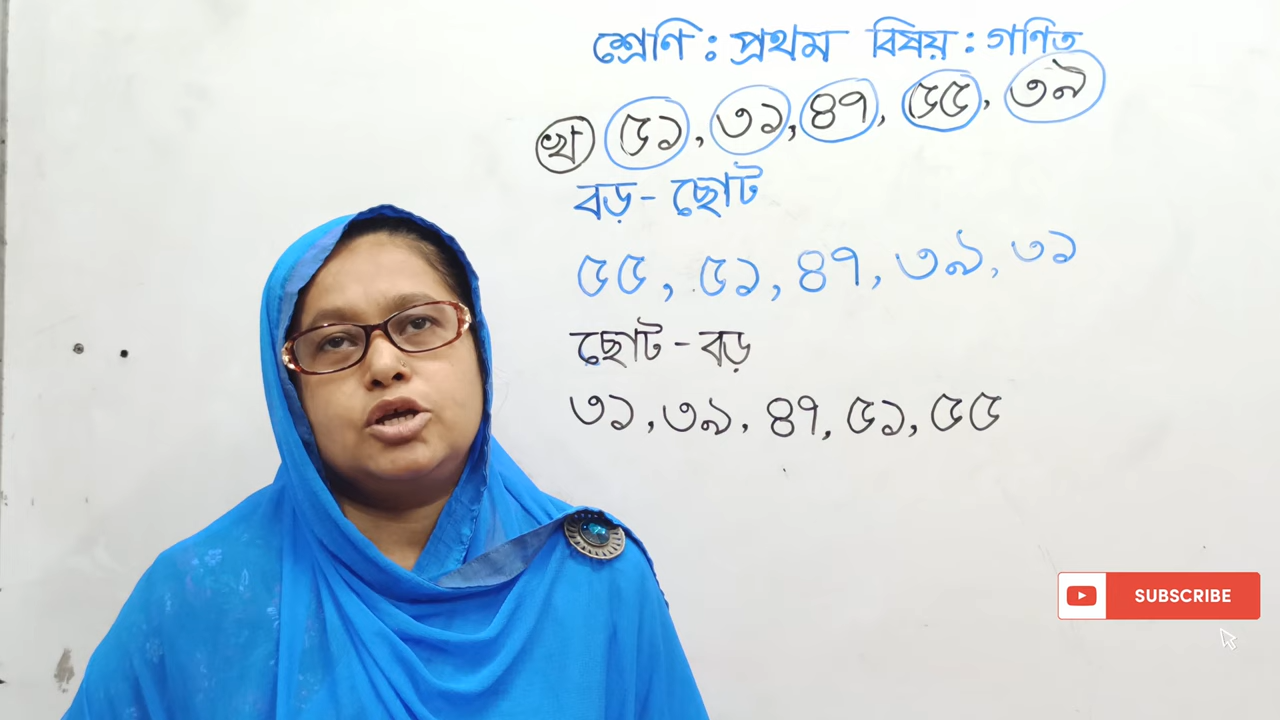 শ্রেণি : প্রথম বিষয় : গণিত
খ ৫১, ৩১, ৪৭, ৫৫, ৩৯
বড় - ছোট
৫৫, ৫১, ৪৭, ৩৯, ৩১
ছোট - বড়
৩১, ৩৯, ৪৭, ৫১, ৫৫
SUBSCRIBE